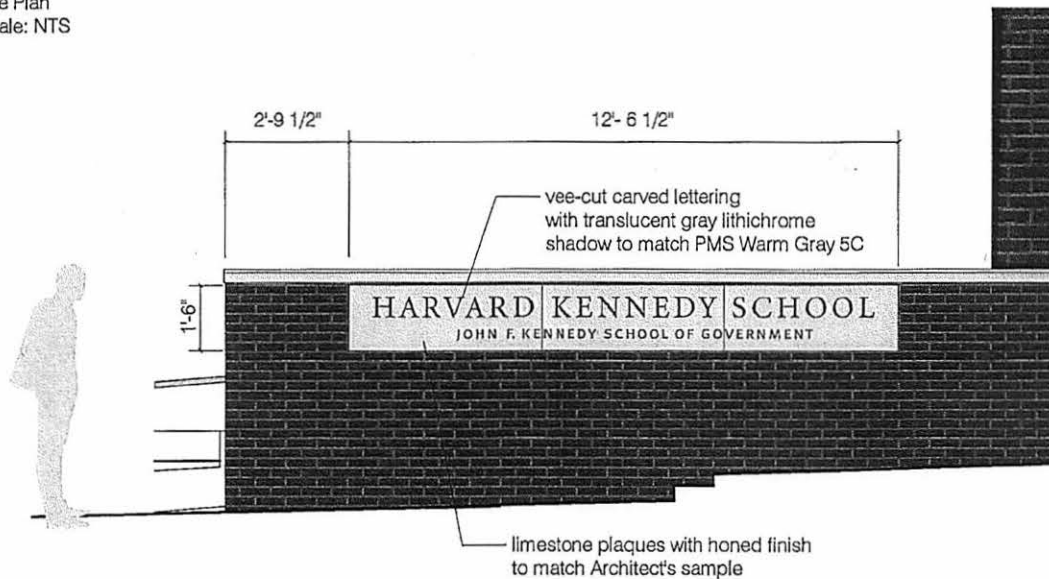 Plan
NTS
2'-9 1/2"
12'- 6 1/2"
vee-cut carved lettering
with translucent gray lithichrome
shadow to match PMS Warm Gray 5C
1'-6"
HARVARD KENNEDY SCHOOL
JOHN F. KENNEDY SCHOOL OF GOVERNMENT
limestone plaques with honed finish
to match Architect's sample